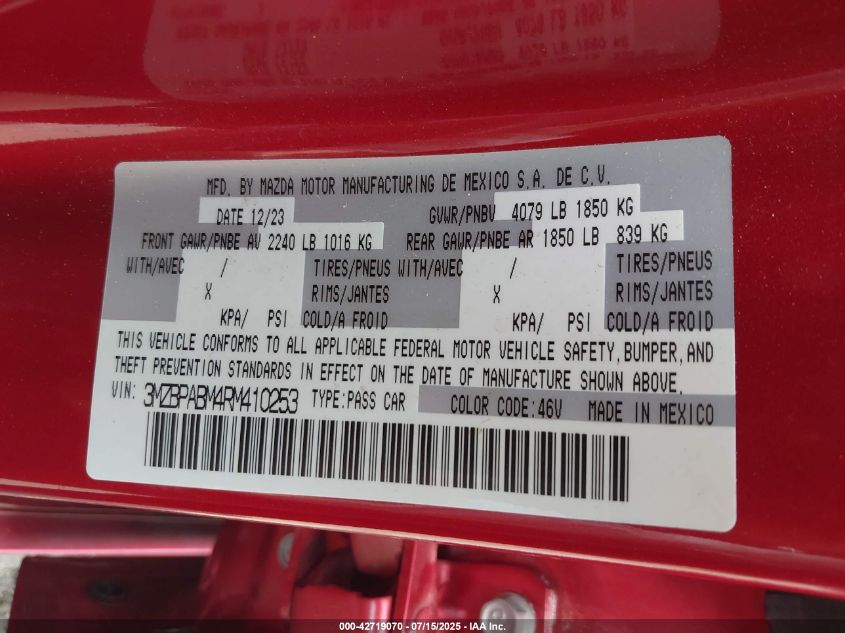 MFD. BY MAZDA MOTOR MANUFACTURING DE MEXICO S.A. DE C.V.
DATE 12/23 GVWR/PNBV 4079 LB 1850 KG
FRONT GAWR/PNBE AV 2240 LB 1016 KG REAR GAWR/PNBE AR 1850 LB 839 KG
WITH/AVEC / TIRES/PNEUS WITH/AVEC / TIRES/PNEUS
X RIMS/JANTES X RIMS/JANTES
KPA/ PSI COLD/A FROID KPA/ PSI COLD/A FROID
THIS VEHICLE CONFORMS TO ALL APPLICABLE FEDERAL MOTOR VEHICLE SAFETY, BUMPER, AND
THEFT PREVENTION STANDARDS IN EFFECT ON THE DATE OF MANUFACTURE SHOWN ABOVE.
VIN: 3MZBPABM4RM410253 TYPE:PASS CAR COLOR CODE:46V MADE IN MEXICO
000-42719070 - 07/15/2025 - IAA Inc.